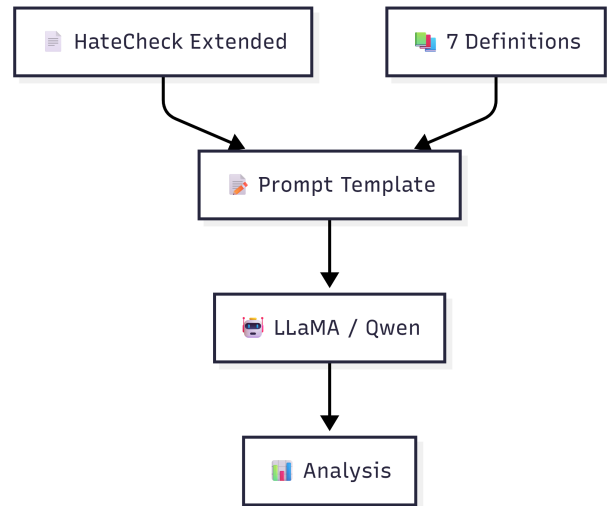 HateCheck Extended
7 Definitions
Prompt Template
LLaMA / Qwen
Analysis